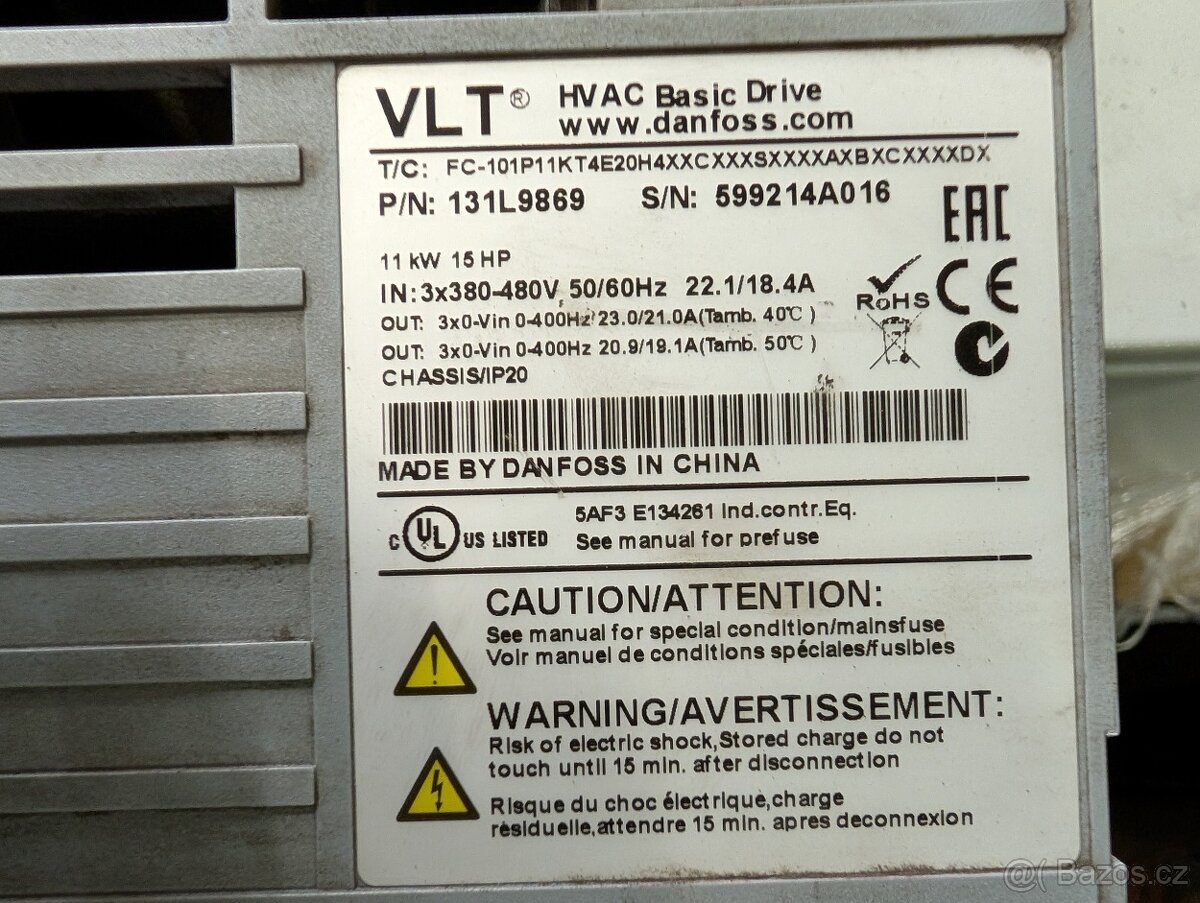 VLT® HVAC Basic Drive
www.danfoss.com
T/C: FC-101P11KT4E20H4XXCXXXSXXXXAXBXCXXXXDX
P/N: 131L9869 S/N: 599214A016
EAC
11 kW 15 HP
IN: 3x380-480V, 50/60Hz 22.1/18.4A
OUT: 3x0-Vin 0-400Hz 23.0/21.0A(Tamb. 40℃ )
OUT: 3x0-Vin 0-400Hz 20.9/19.1A(Tamb. 50℃ )
CHASSIS/IP20
RoHS CE
MADE BY DANFOSS IN CHINA
c UL US LISTED
5AF3 E134261 Ind.contr.Eq.
See manual for prefuse
CAUTION/ATTENTION:
See manual for special condition/mainsfuse
Voir manuel de conditions spéciales/fusibles
WARNING/AVERTISSEMENT:
Risk of electric shock,Stored charge do not
touch until 15 min. after disconnection
Risque du choc électrique,charge
résiduelle,attendre 15 min. apres deconnexion
@( Bazos.cz